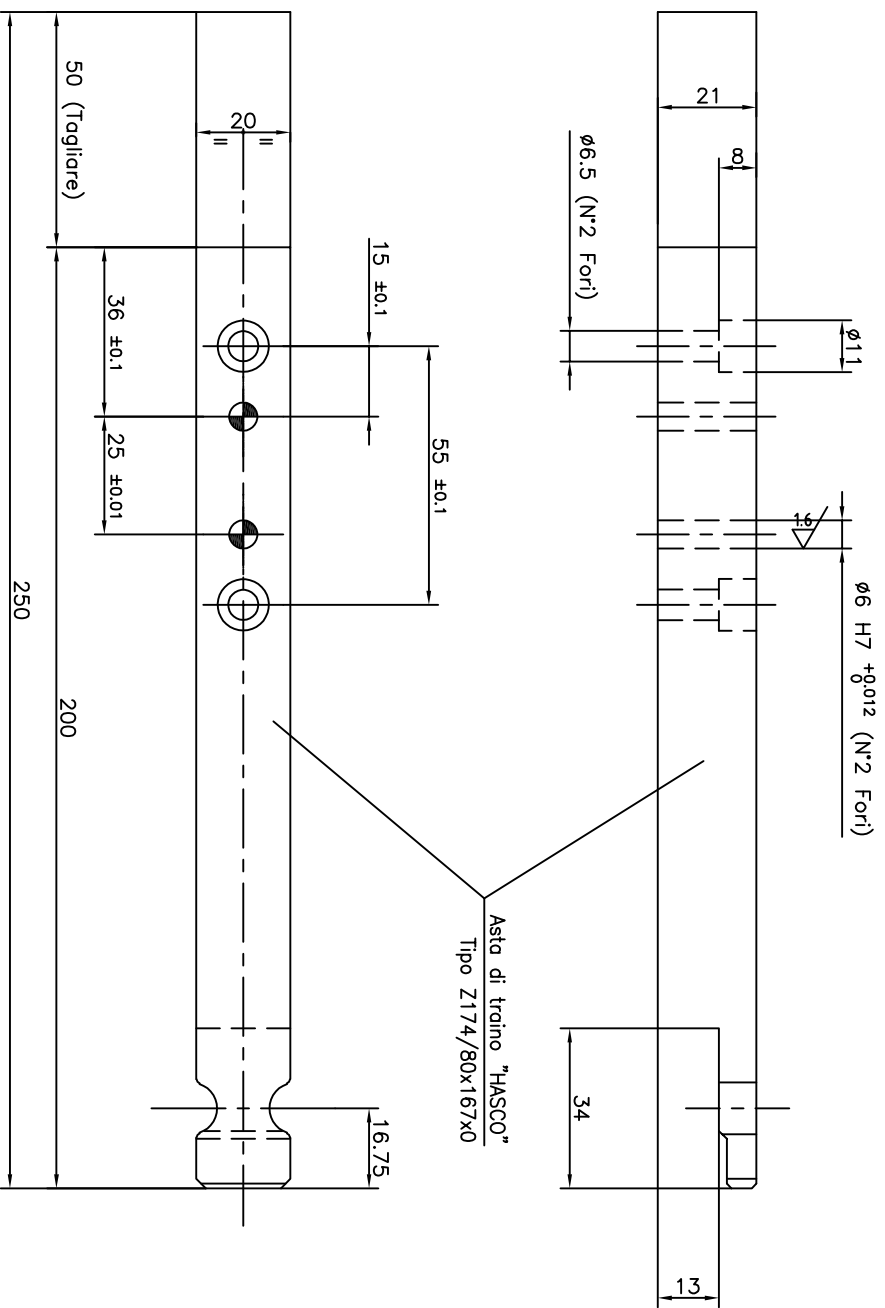 21
8
ø6.5 (N°2 Fori)
ø11
1.6
ø6 H7 +0.012 0 (N°2 Fori)
Asta di traino "HASCO"
Tipo Z174/80x167x0
34
13
20
= =
15 ±0.1
55 ±0.1
50 (Tagliare)
36 ±0.1
25 ±0.01
16.75
200
250